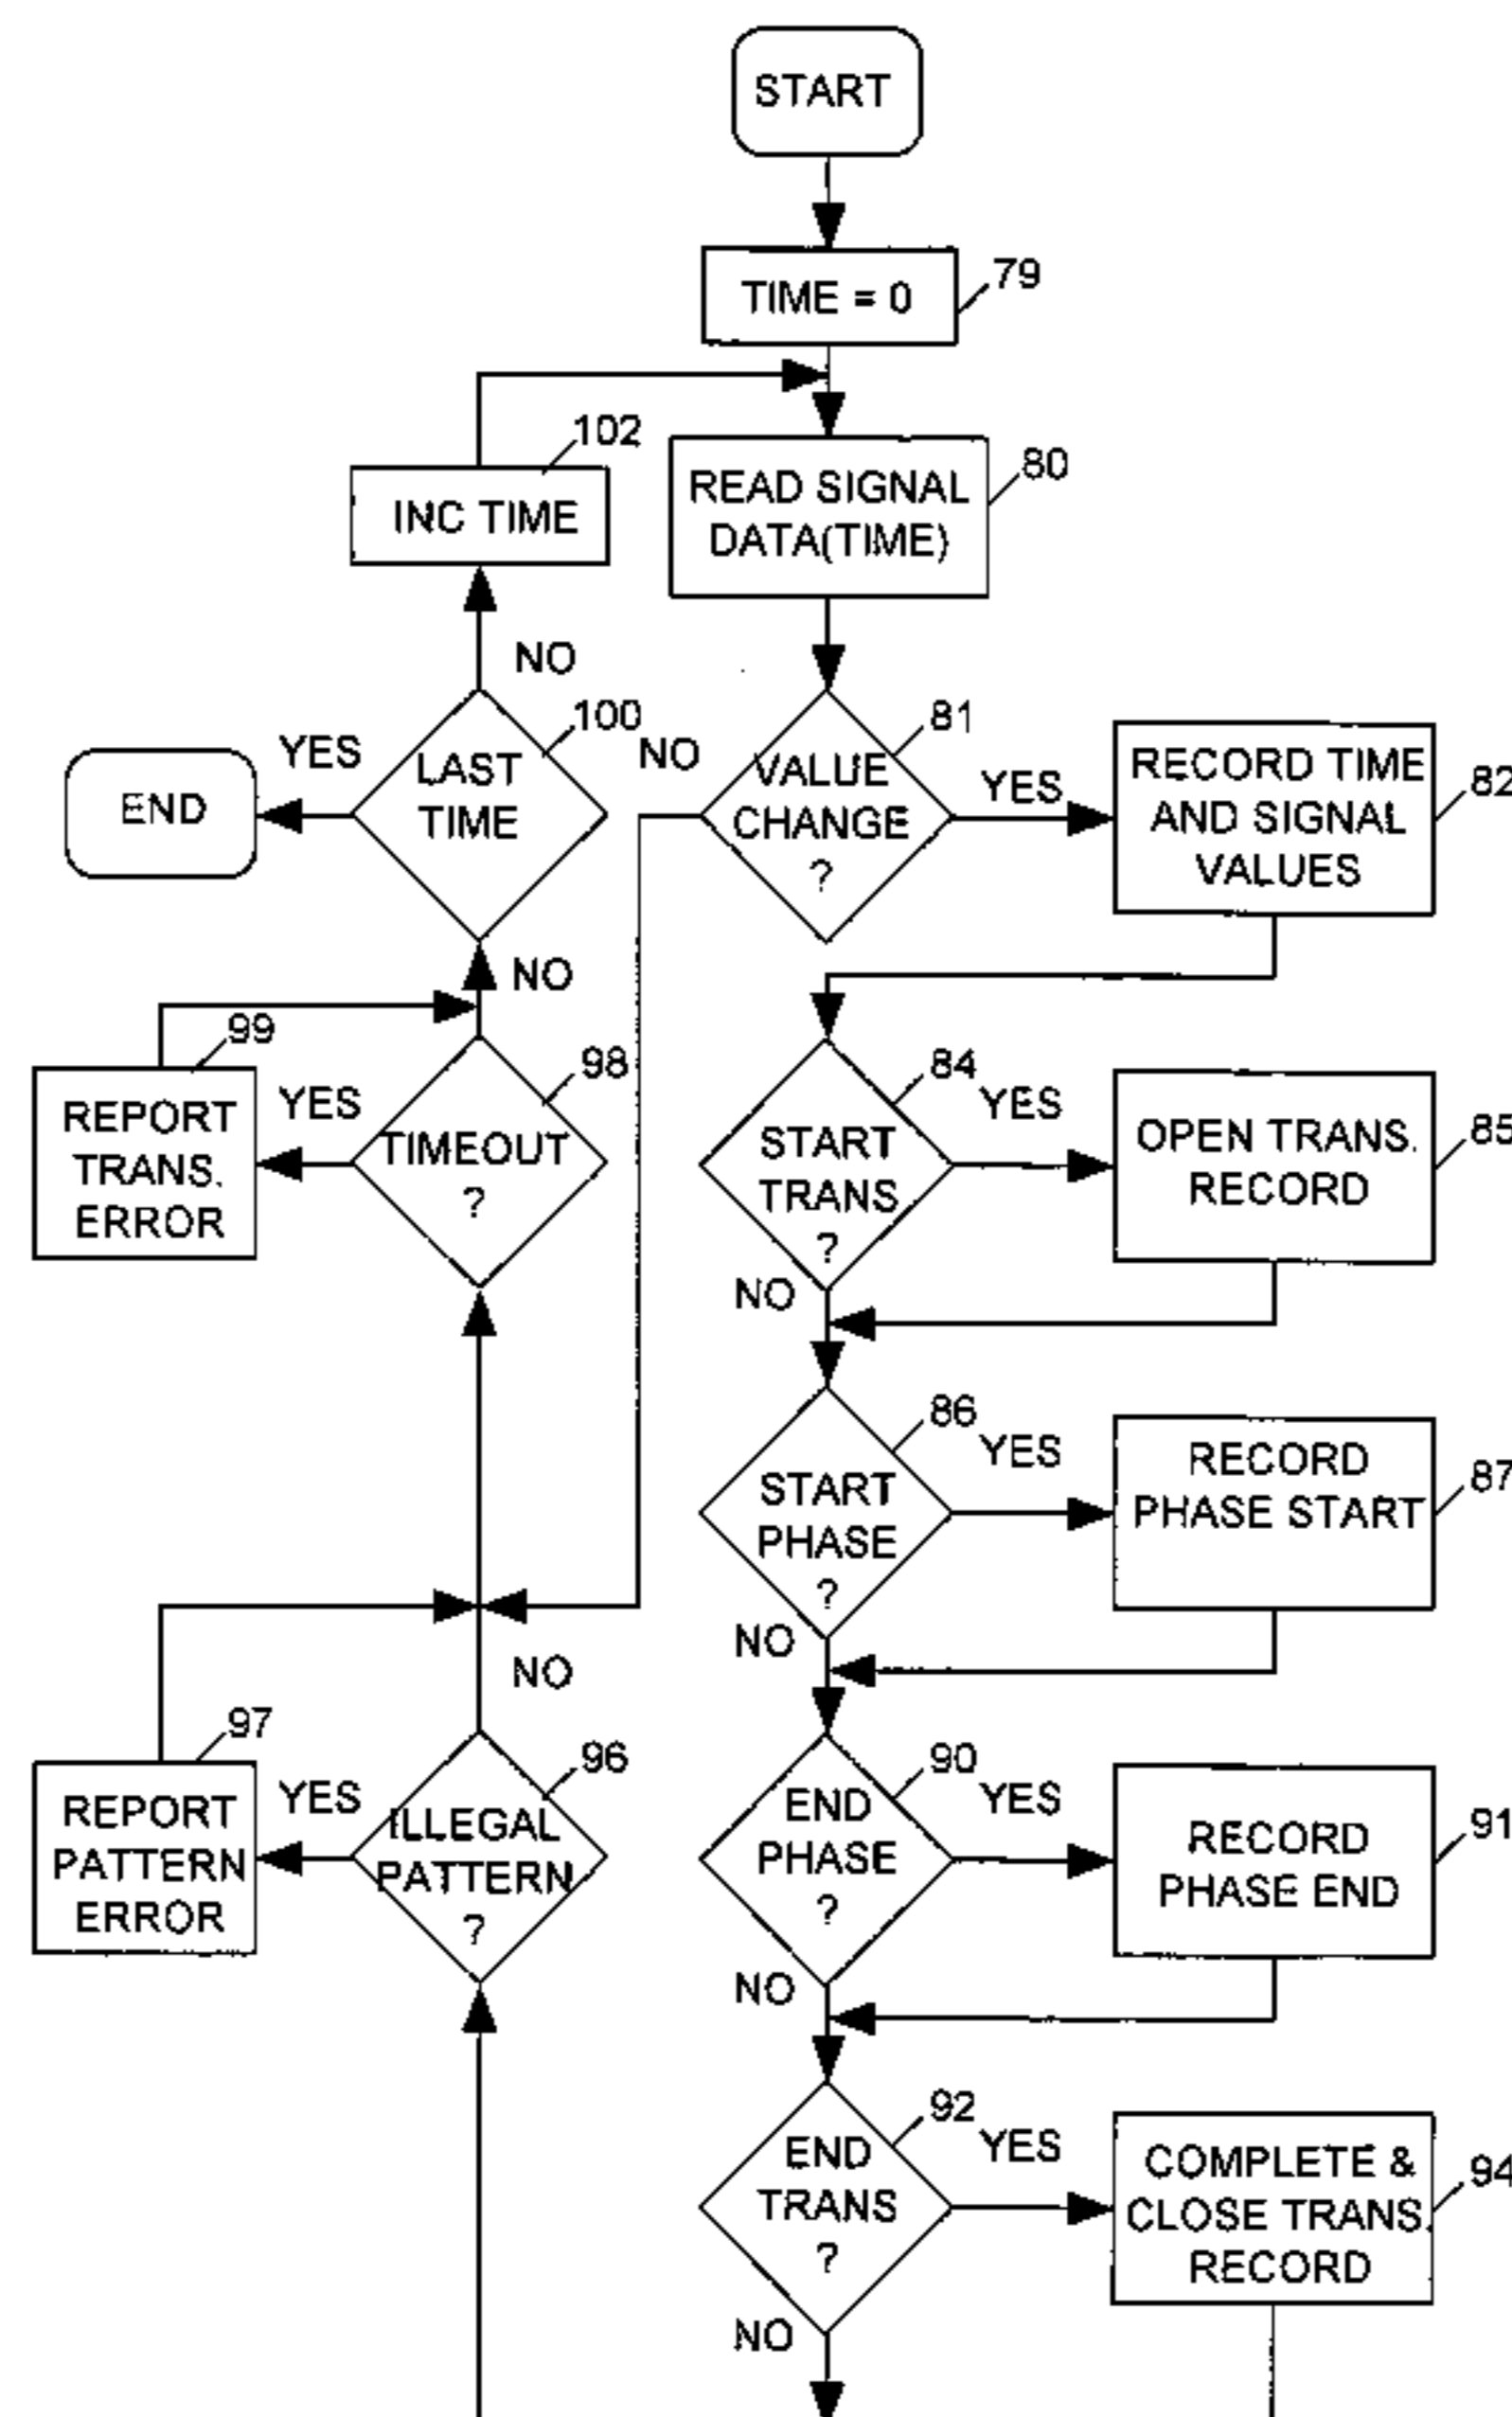 START
TIME = 0
79
102
INC TIME
READ SIGNAL
DATA(TIME)
80
NO
100
LAST
TIME
YES
END
NO
81
VALUE
CHANGE
?
YES
RECORD TIME
AND SIGNAL
VALUES
82
NO
99
REPORT
TRANS.
ERROR
YES
98
TIMEOUT
?
84
START
TRANS
?
YES
OPEN TRANS.
RECORD
85
NO
86
START
PHASE
?
YES
RECORD
PHASE START
87
NO
NO
97
REPORT
PATTERN
ERROR
YES
96
ILLEGAL
PATTERN
?
90
END
PHASE
?
YES
RECORD
PHASE END
91
NO
92
END
TRANS
?
YES
COMPLETE &
CLOSE TRANS.
RECORD
94
NO